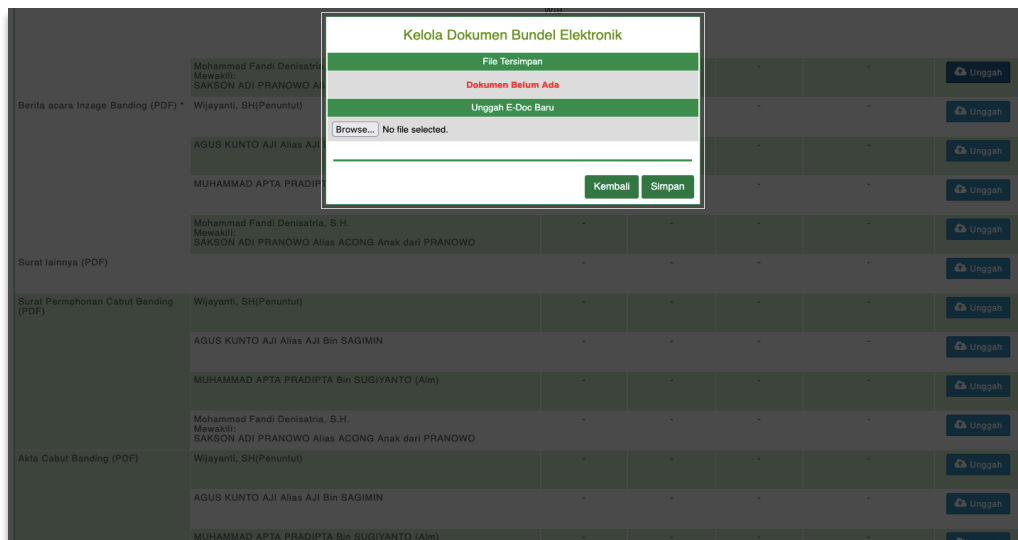 WIB
Kelola Dokumen Bundel Elektronik
File Tersimpan
Dokumen Belum Ada
Unggah E-Doc Baru
Browse... No file selected.
Kembali Simpan
Mohammad Fandi Denisatria,
Mewakili:
SAKSON ADI PRANOWO
- - Unggah
Berita acara Inzage Banding (PDF) * Wijayanti, SH(Penuntut) - - Unggah
AGUS KUNTO AJI Alias AJI - - Unggah
MUHAMMAD APTA PRADIPT - - Unggah
Mohammad Fandi Denisatria, S.H.
Mewakili:
SAKSON ADI PRANOWO Alias ACONG Anak dari PRANOWO
- - - - Unggah
Surat lainnya (PDF) - - - - Unggah
Surat Permohonan Cabut Banding
(PDF)
Wijayanti, SH(Penuntut) - - - - Unggah
AGUS KUNTO AJI Alias AJI Bin SAGIMIN - - - - Unggah
MUHAMMAD APTA PRADIPTA Bin SUGIYANTO (Alm) - - - - Unggah
Mohammad Fandi Denisatria, S.H.
Mewakili:
SAKSON ADI PRANOWO Alias ACONG Anak dari PRANOWO
- - - - Unggah
Akta Cabut Banding (PDF) Wijayanti, SH(Penuntut) - - - - Unggah
AGUS KUNTO AJI Alias AJI Bin SAGIMIN - - - - Unggah
MUHAMMAD APTA PRADIPTA Bin SUGIYANTO (Alm)